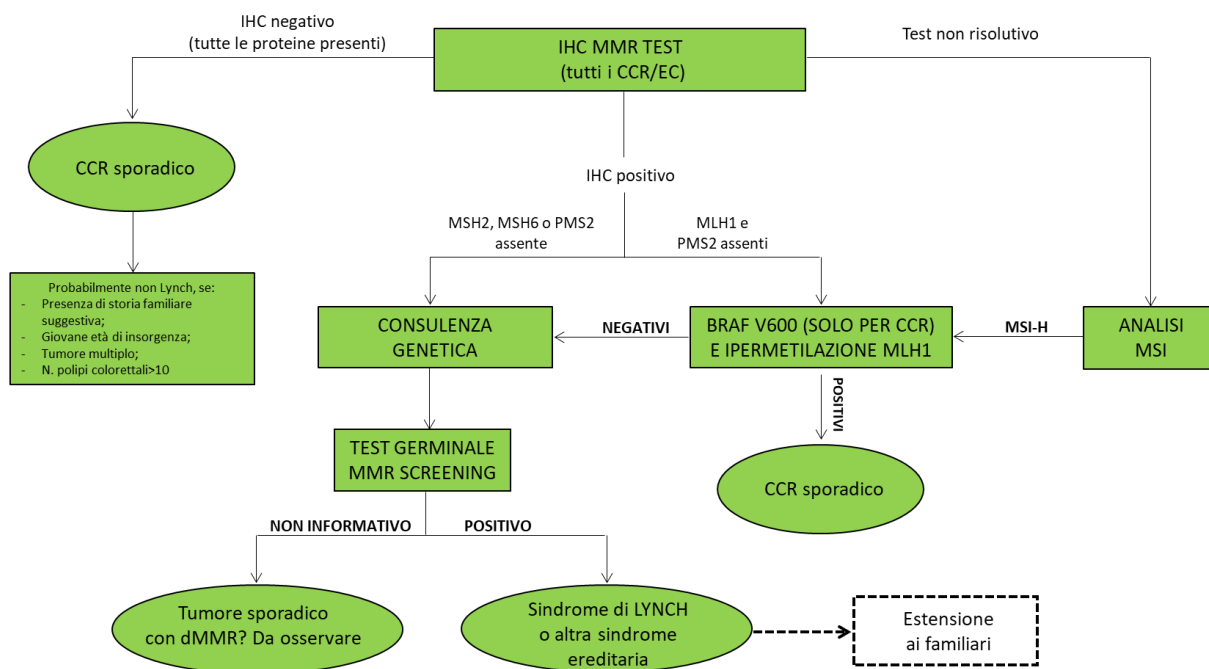 IHC negativo
(tutte le proteine presenti)
IHC MMR TEST
(tutti i CCR/EC)
Test non risolutivo
CCR sporadico
IHC positivo
MSH2, MSH6 o PMS2
assente
MLH1 e
PMS2 assenti
Probabilmente non Lynch, se:
- Presenza di storia familiare
suggestiva;
- Giovane età di insorgenza;
- Tumore multiplo;
- N. polipi colorettali>10
CONSULENZA
GENETICA
NEGATIVI
BRAF V600 (SOLO PER CCR)
E IPERMETILAZIONE MLH1
MSI-H
ANALISI
MSI
POSITIVI
TEST GERMINALE
MMR SCREENING
CCR sporadico
NON INFORMATIVO
POSITIVO
Tumore sporadico
con dMMR? Da osservare
Sindrome di LYNCH
o altra sindrome
ereditaria
Estensione
ai familiari